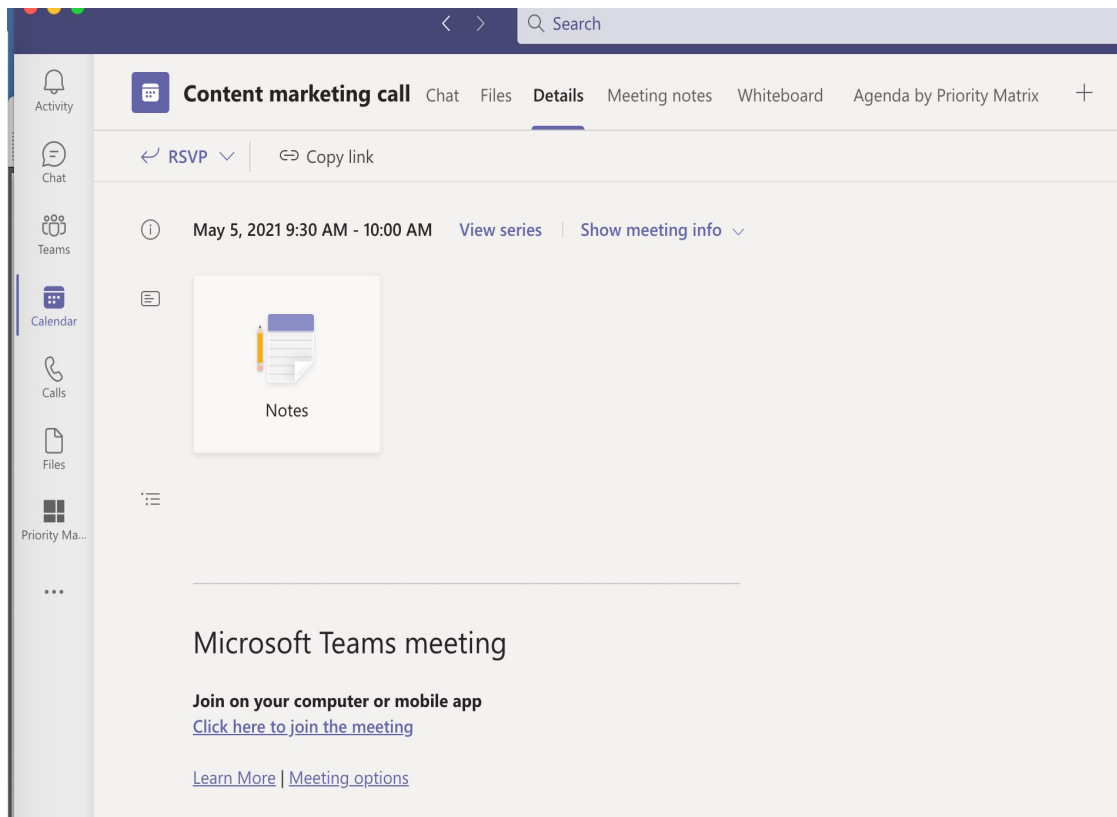 Search
Activity
Chat
Teams
Calendar
Calls
Files
Priority Ma...
Content marketing call Chat Files Details Meeting notes Whiteboard Agenda by Priority Matrix
RSVP Copy link
May 5, 2021 9:30 AM - 10:00 AM View series Show meeting info
Notes
Microsoft Teams meeting
Join on your computer or mobile app
Click here to join the meeting
Learn More | Meeting options